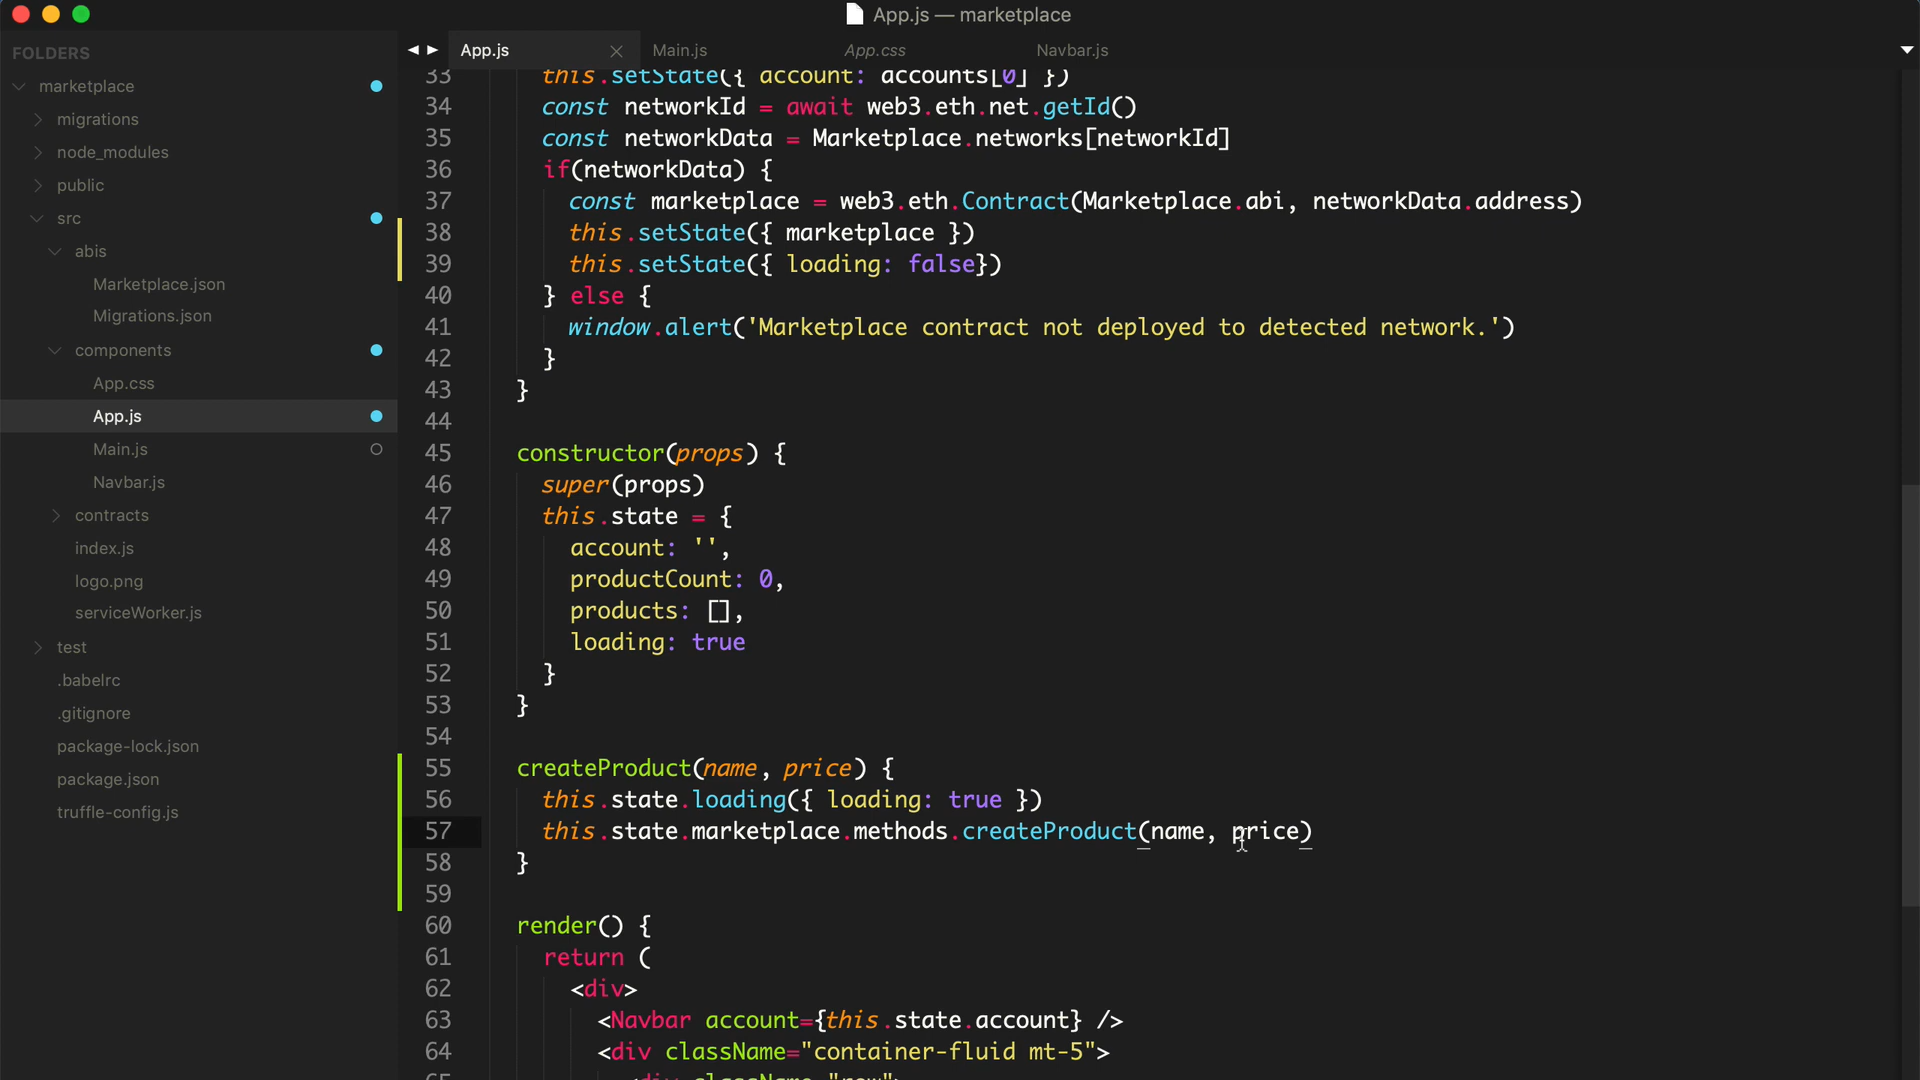 App.js — marketplace
FOLDERS
marketplace
migrations
node_modules
public
src
abis
Marketplace.json
Migrations.json
components
App.css
App.js
Main.js
Navbar.js
contracts
index.js
logo.png
serviceWorker.js
test
.babelrc
.gitignore
package-lock.json
package.json
truffle-config.js
App.js Main.js App.css Navbar.js
33 this.setState({ account: accounts[0] })
34 const networkId = await web3.eth.net.getId()
35 const networkData = Marketplace.networks[networkId]
36 if(networkData) {
37 const marketplace = web3.eth.Contract(Marketplace.abi, networkData.address)
38 this.setState({ marketplace })
39 this.setState({ loading: false})
40 } else {
41 window.alert('Marketplace contract not deployed to detected network.')
42 }
43 }
44
45 constructor(props) {
46 super(props)
47 this.state = {
48 account: '',
49 productCount: 0,
50 products: [],
51 loading: true
52 }
53 }
54
55 createProduct(name, price) {
56 this.state.loading({ loading: true })
57 this.state.marketplace.methods.createProduct(name, price)
58 }
59
60 render() {
61 return (
62 <div>
63 <Navbar account={this.state.account} />
64 <div className="container-fluid mt-5">
65 <div className="row">